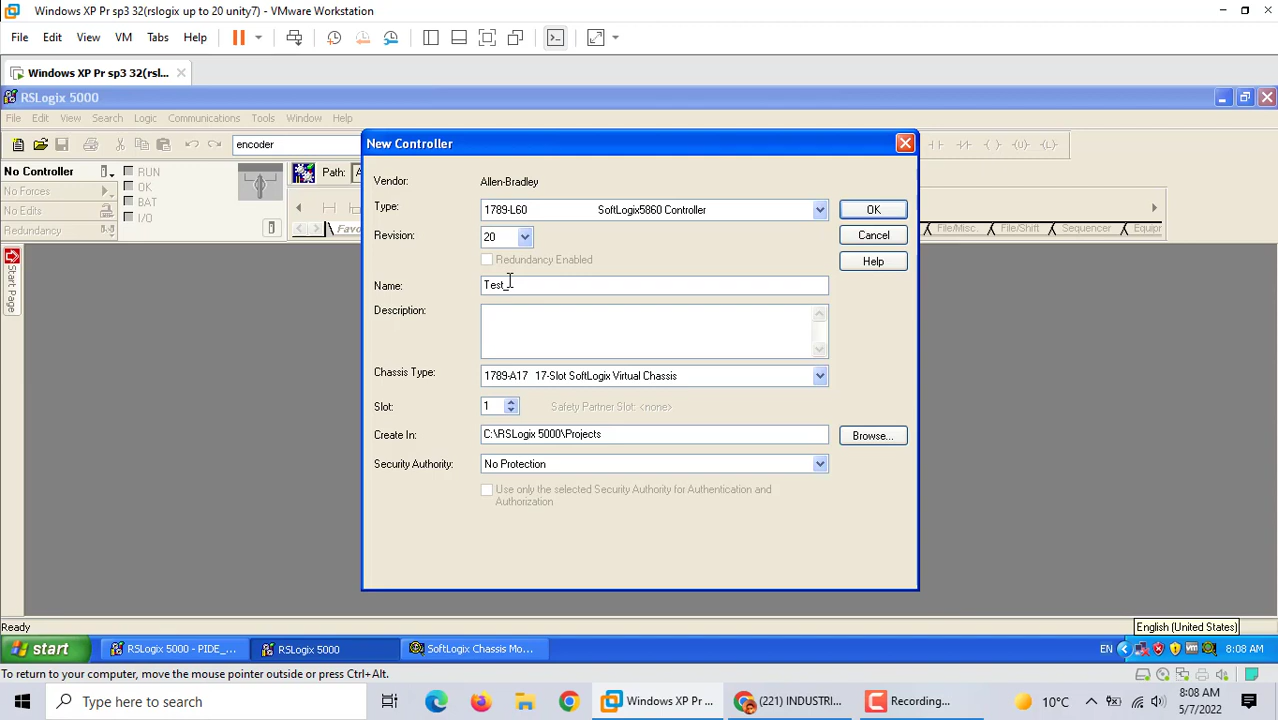 Windows XP Pr sp3 32(rslogix up to 20 unity7) - VMware Workstation
File Edit View VM Tabs Help
Windows XP Pr sp3 32(rsl...
RSLogix 5000
File Edit View Search Logic Communications Tools Window Help
encoder
No Controller
No Forces
No Edits
Redundancy
RUN
OK
BAT
I/O
Path:
Favo
File/Misc.
File/Shift
Sequencer
Equipr
Start Page
New Controller
Vendor: Allen-Bradley
Type: 1789-L60 SoftLogix5860 Controller
OK
Revision: 20
Cancel
Redundancy Enabled
Help
Name: Test_
Description:
Chassis Type: 1789-A17 17-Slot SoftLogix Virtual Chassis
Slot: 1 Safety Partner Slot: <none>
Create In: C:\RSLogix 5000\Projects
Browse...
Security Authority: No Protection
Use only the selected Security Authority for Authentication and
Authorization
Ready
English (United States)
start
RSLogix 5000 - PIDE_...
RSLogix 5000
SoftLogix Chassis Mo...
EN
8:08 AM
To return to your computer, move the mouse pointer outside or press Ctrl+Alt.
Type here to search
Windows XP Pr ...
(221) INDUSTRI...
Recording...
10°C
8:08 AM
5/7/2022